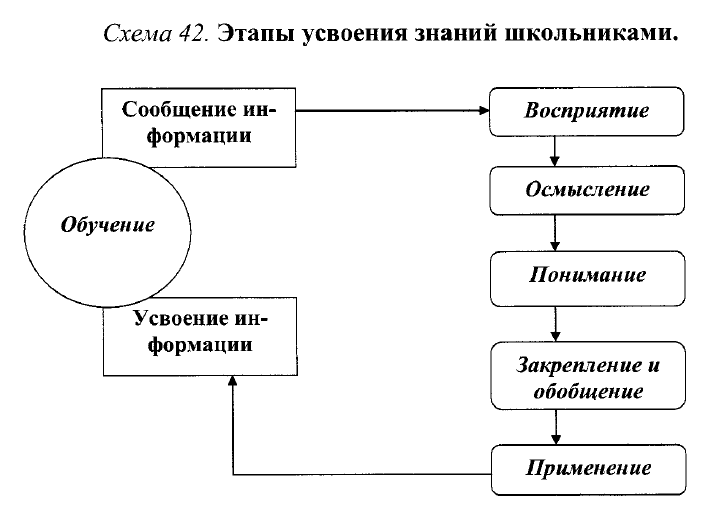 Схема 42. Этапы усвоения знаний школьниками.
Сообщение ин-
формации
Обучение
Усвоение ин-
формации
Восприятие
Осмысление
Понимание
Закрепление и
обобщение
Применение